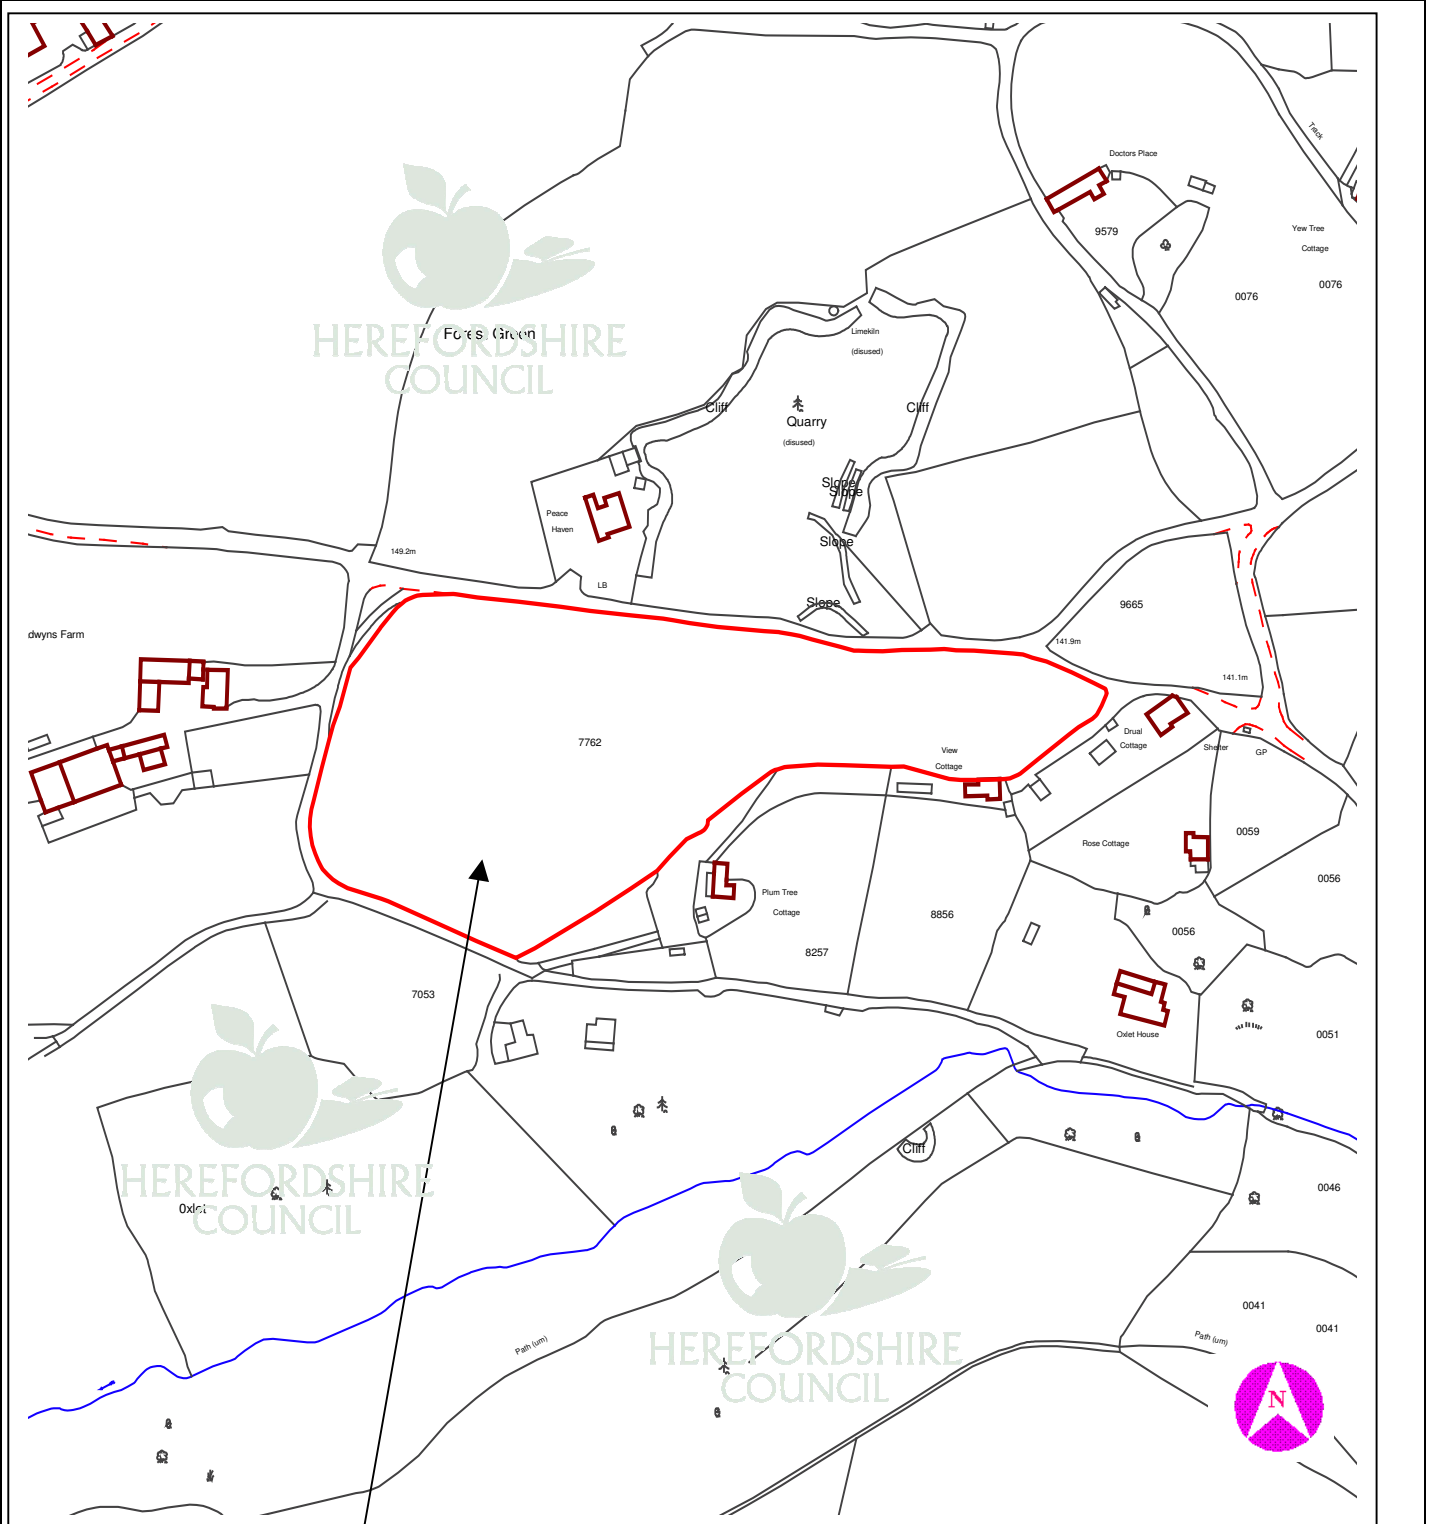 Track
Doctors Place
9579
Yew Tree
Cottage
0076
0076
HEREFORDSHIRE
COUNCIL
Forest Green
Limekiln
(disused)
Cliff
Cliff
Quarry
(disused)
Slope
Slope
Peace
Haven
Slope
149.2m
LB
Slope
9665
dwyns Farm
141.9m
141.1m
7762
View
Cottage
Drual
Cottage
Shelter
GP
Rose Cottage
0059
0056
Plum Tree
Cottage
8856
0056
8257
7053
Oxlet House
0051
HEREFORDSHIRE
COUNCIL
Cliff
0xlet
0046
HEREFORDSHIRE
COUNCIL
Path (um)
0041
0041
Path (um)
N